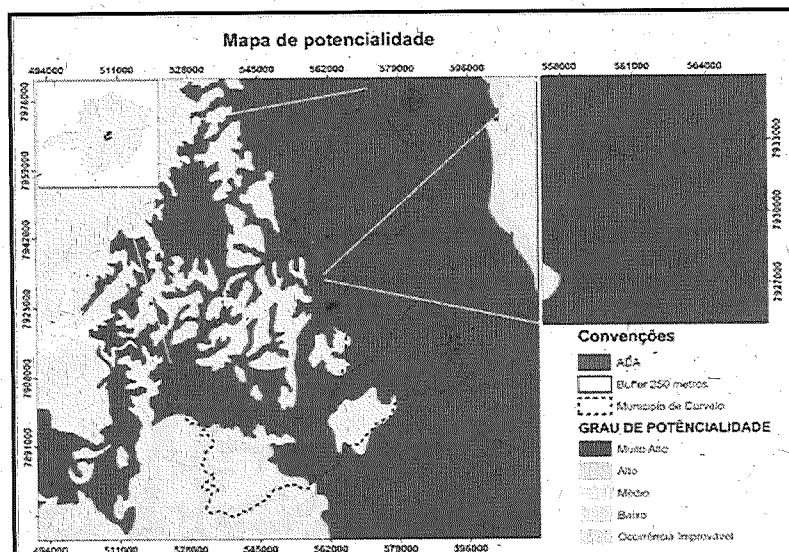 Mapa de potencialidade
494000 511000 528000 545000 562000 579000 596000
558000 561000 564000
7976000
7959000
7942000
7925000
7908000
7891000
7933000
7930000
7927000
Convenções
ADA
Buffer 250 metros
Município de Curvelo
GRAU DE POTÊNCIALIDADE
Muito Alto
Alto
Médio
Baixo
Ocorrência Improvável
494000 511000 528000 545000 562000 579000 596000